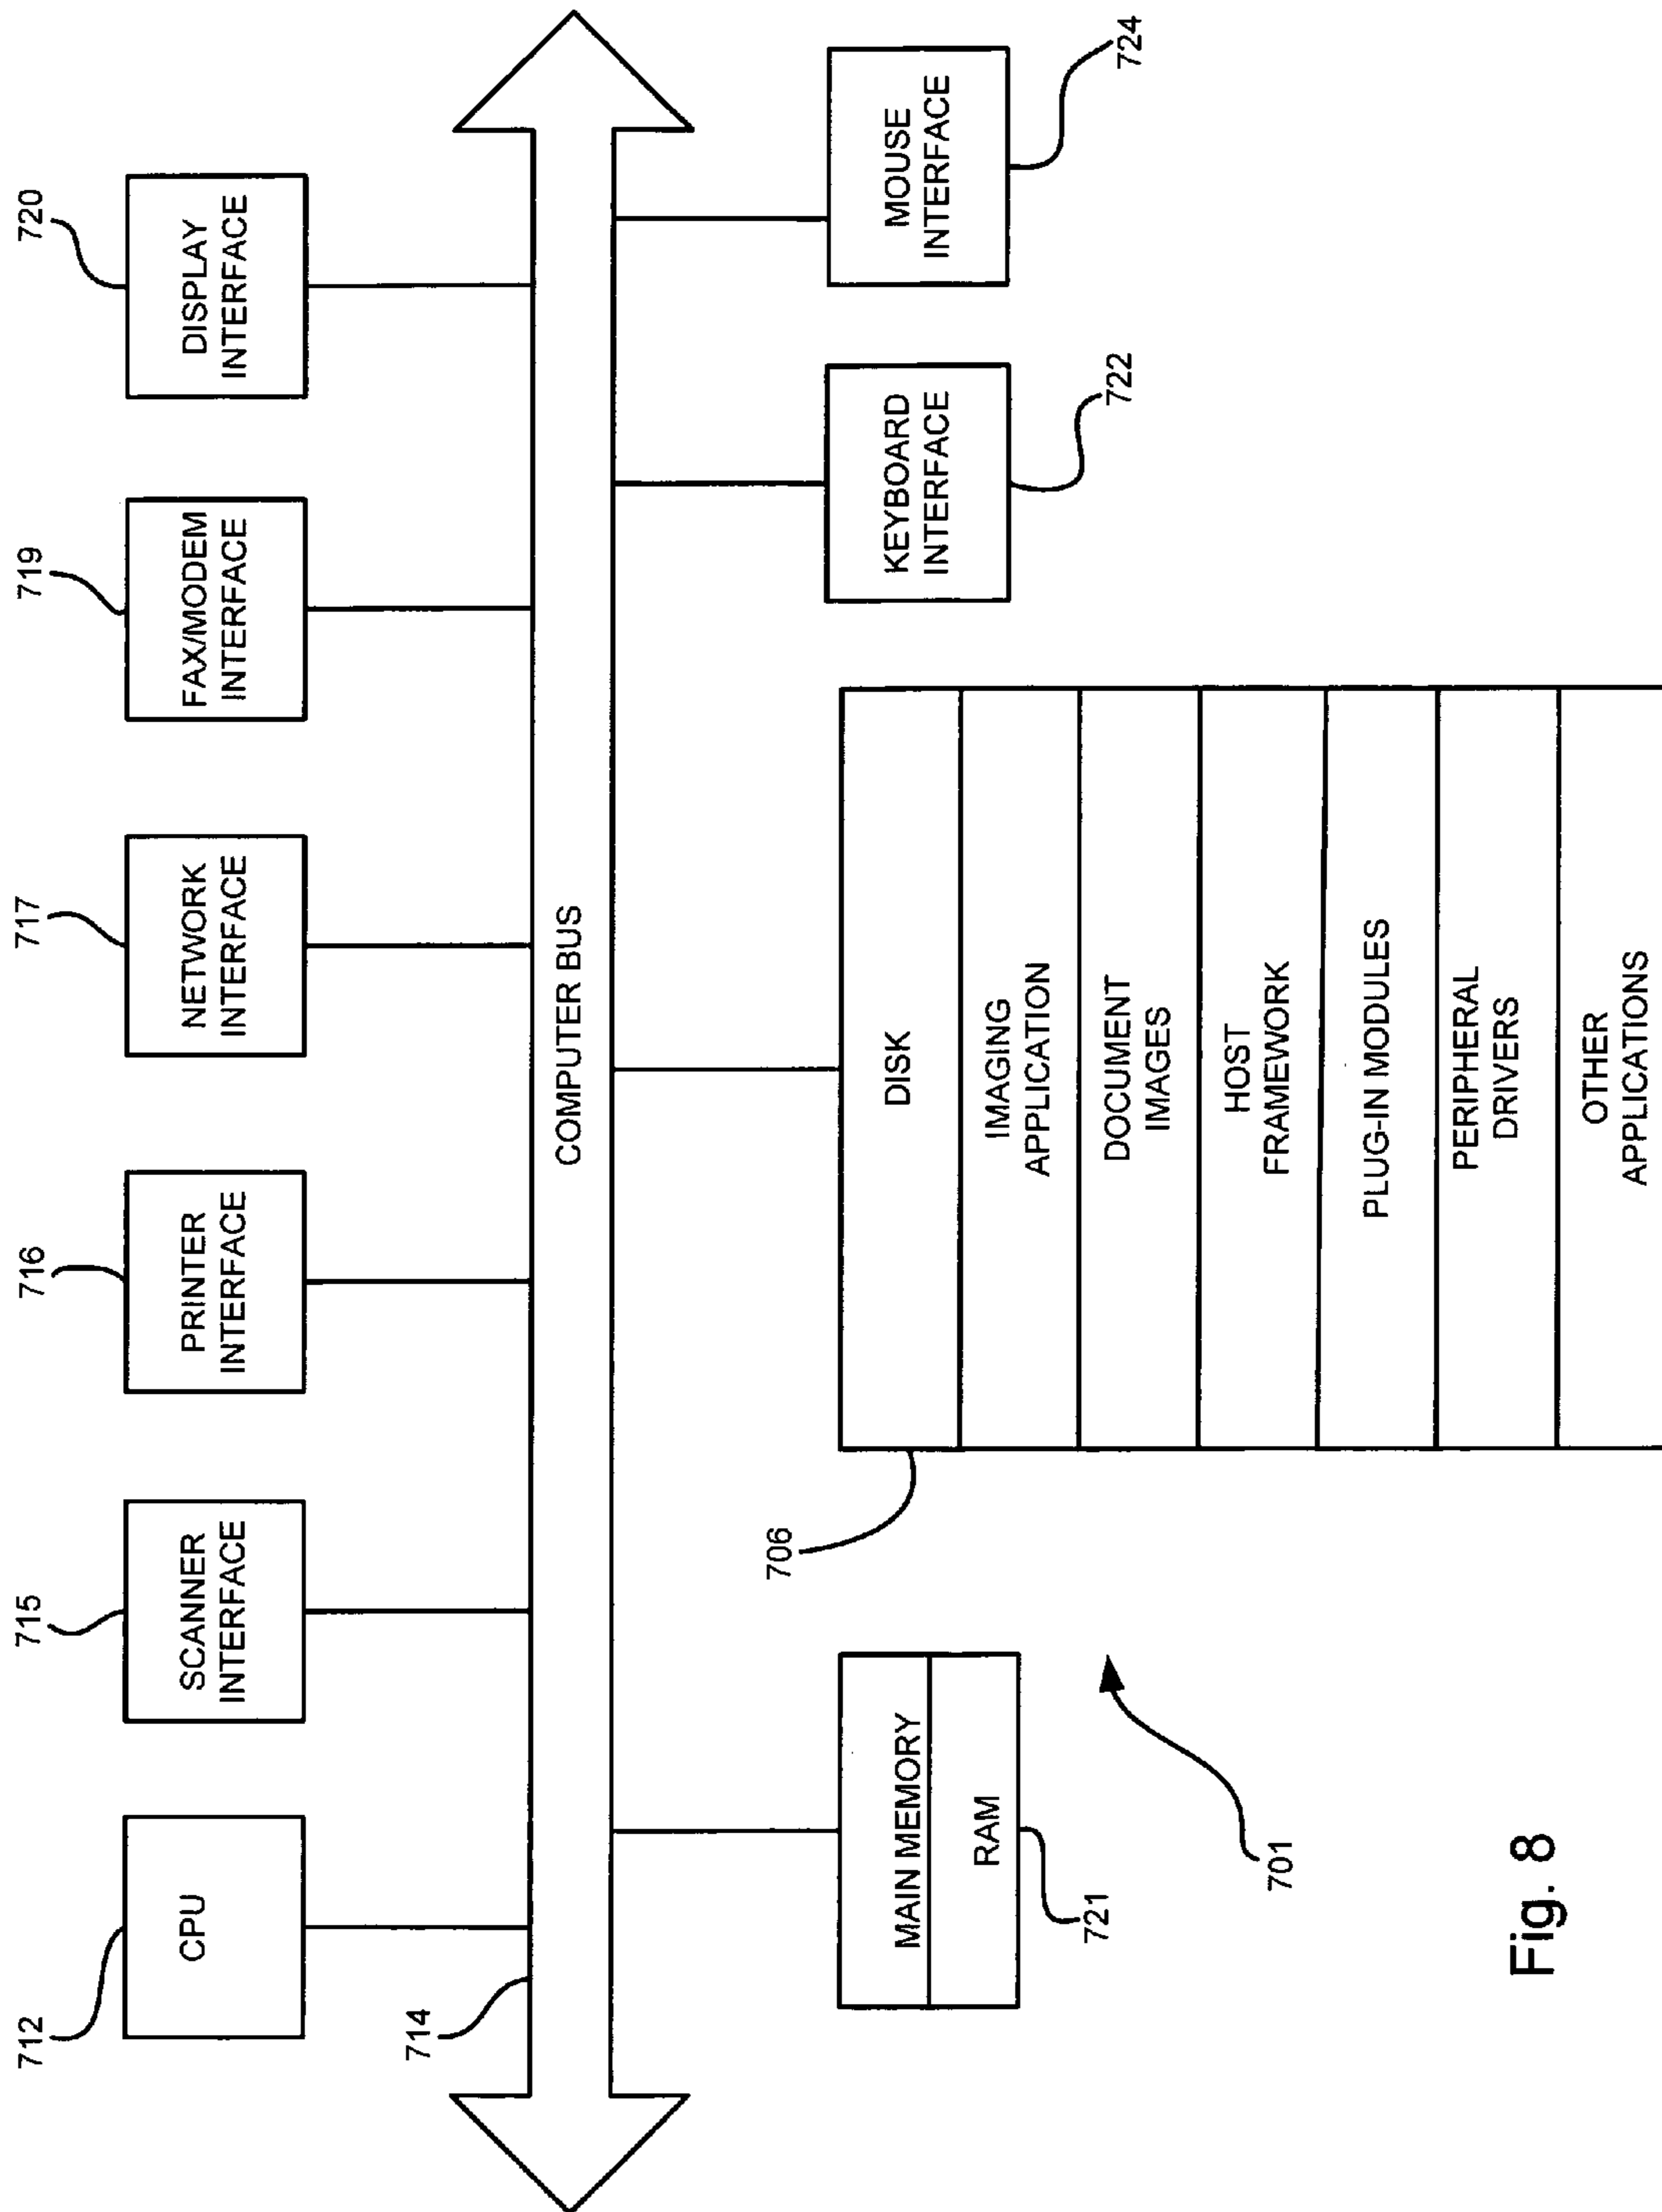 712
715
716
717
719
720
CPU
SCANNER
INTERFACE
PRINTER
INTERFACE
NETWORK
INTERFACE
FAX/MODEM
INTERFACE
DISPLAY
INTERFACE
714
COMPUTER BUS
MAIN MEMORY
RAM
721
701
706
DISK
IMAGING
APPLICATION
DOCUMENT
IMAGES
HOST
FRAMEWORK
PLUG-IN MODULES
PERIPHERAL
DRIVERS
OTHER
APPLICATIONS
KEYBOARD
INTERFACE
722
MOUSE
INTERFACE
724
Fig. 8